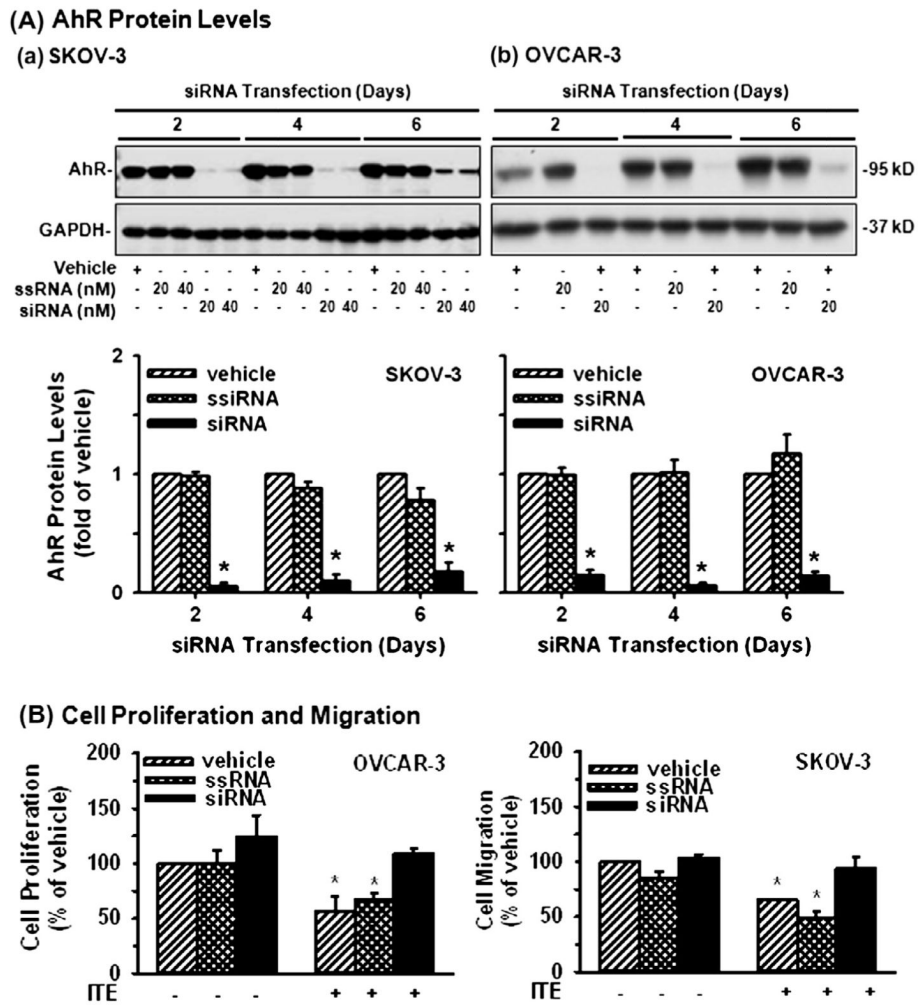 (A) AhR Protein Levels
(a) SKOV-3
(b) OVCAR-3
siRNA Transfection (Days)
2 4 6
siRNA Transfection (Days)
2 4 6
AhR-
-95 kD
GAPDH-
-37 kD
Vehicle + - - - - + - - - - + - - - -
ssRNA (nM) - 20 40 - - - 20 40 - - - 20 40 - -
siRNA (nM) - - - 20 40 - - - 20 40 - - - 20 40
+ - + + - + + - +
- 20 - - 20 - - 20 -
- - 20 - - 20 - - 20
AhR Protein Levels
(fold of vehicle)
2
1
0
vehicle
ssiRNA
siRNA
SKOV-3
* * *
2 4 6
siRNA Transfection (Days)
vehicle
ssiRNA
siRNA
OVCAR-3
* * *
2 4 6
siRNA Transfection (Days)
(B) Cell Proliferation and Migration
Cell Proliferation
(% of vehicle)
200
150
100
50
0
vehicle
ssRNA
siRNA
OVCAR-3
* *
ITE - - - + + +
Cell Migration
(% of vehicle)
200
150
100
50
0
vehicle
ssRNA
siRNA
SKOV-3
* *
ITE - - - + + +